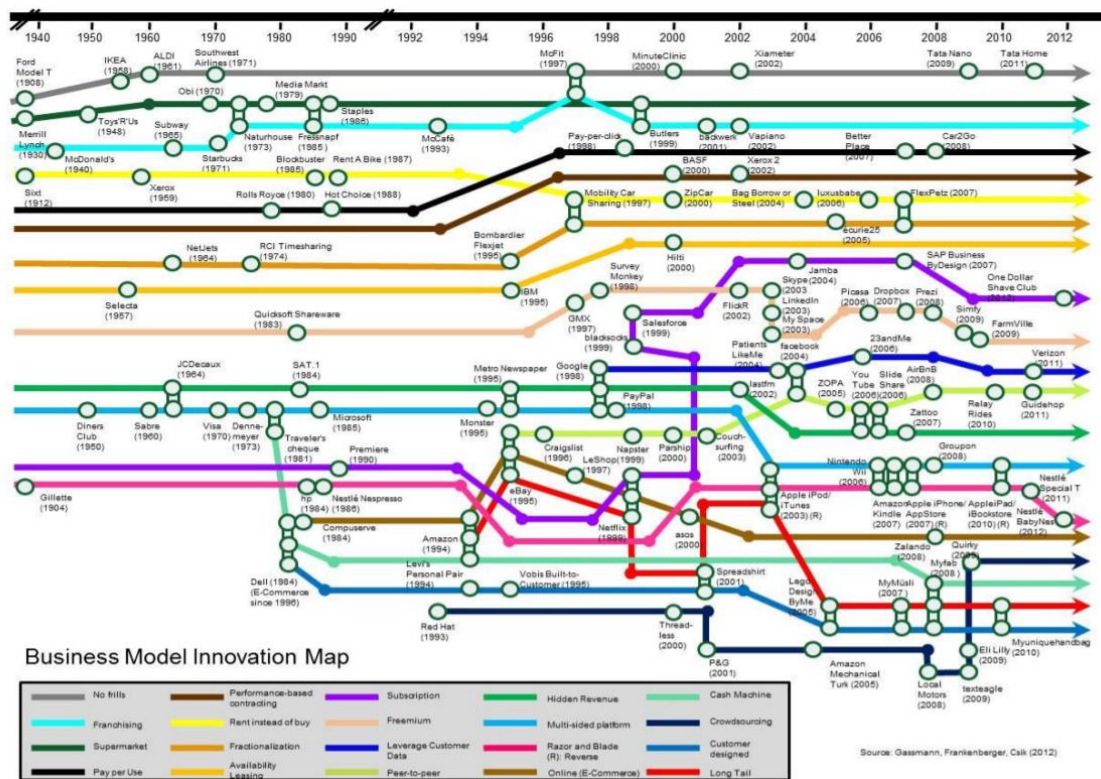 1940 1950 1960 1970 1980 1990 1992 1994 1996 1998 2000 2002 2004 2006 2008 2010 2012
Ford
Model T
(1908)
IKEA
(1958)
ALDI
(1961)
Southwest
Airlines (1971)
McFit
(1997)
MinuteClinic
(2000)
Xiameter
(2002)
Tata Nano
(2009)
Tata Home
(2011)
Merrill
Lynch
(1930)
Toys'R'Us
(1948)
Obi (1970)
Media Markt
(1979)
Staples
(1986)
Subway
(1965)
McDonald's
(1940)
Starbucks
(1971)
Naturhouse
(1973)
Fressnapf
(1985)
McCafé
(1993)
Pay-per-click
(1998)
Butlers
(1999)
backwerk
(2001)
Vapiano
(2002)
Better
Place
(2007)
Car2Go
(2008)
Sixt
(1912)
Xerox
(1959)
Blockbuster
(1985)
Rent A Bike (1987)
Rolls Royce (1980)
Hot Choice (1988)
BASF
(2000)
Xerox 2
(2002)
Mobility Car
Sharing (1997)
ZipCar
(2000)
Bag Borrow or
Steel (2004)
luxusbabe
(2006)
FlexPetz (2007)
ecurie25
(2005)
NetJets
(1964)
RCI Timesharing
(1974)
Bombardier
Flexjet
(1995)
Hilti
(2000)
Selecta
(1957)
IBM
(1995)
Survey
Monkey
(1998)
Jamba
(2004)
SAP Business
ByDesign (2007)
One Dollar
Shave Club
(2012)
Quicksoft Shareware
(1983)
GMX
(1997)
Salesforce
(1999)
FlickR
(2002)
Skype
(2003
LinkedIn
(2003)
My Space
(2003)
Picasa
(2006)
Dropbox
(2007)
Prezi
(2008)
Simfy
(2009)
FarmVille
(2009)
blacksocks
(1999)
Patients
LikeMe
(2004)
facebook
(2004)
23andMe
(2006)
Verizon
(2011)
JCDecaux
(1964)
SAT.1
(1984)
Metro Newspaper
(1995)
Google
(1998)
lastfm
(2002)
ZOPA
(2005)
You
Tube
(2006)
Slide
Share
(2006)
AirBnB
(2008)
Zattoo
(2007)
Relay
Rides
(2010)
Guidehop
(2011)
Diners
Club
(1950)
Sabre
(1960)
Visa
(1970)
Denne-
meyer
(1973)
Traveler's
cheque
(1981)
Microsoft
(1985)
Monster
(1995)
PayPal
(1998)
Craigslist
(1996)
Napster
(1999)
Parship
(2000)
Couch-
surfing
(2003)
Groupon
(2008)
Gillette
(1904)
Premiere
(1990)
hp
(1984)
Nestlé Nespresso
(1986)
eBay
(1995)
LeShop
(1997)
Netflix
(1999)
asos
(2000)
Apple iPod/
iTunes
(2003) (R)
Nintendo
Wii
(2006)
Amazon
Kindle
(2007)
Apple iPhone/
AppStore
(2007) (R)
AppleiPad/
iBookstore
(2010) (R)
Nestlé
Special T
(2011)
Nestlé
BabyNes
(2012)
Compuserve
(1984)
Amazon
(1994)
Dell (1984)
(E-Commerce
since 1996)
Levi's
Personal Pair
(1994)
Vobis Built-to-
Customer (1995)
Spreadshirt
(2001)
Lego
Design
ByMe
(2005)
Zalando
(2008)
Myfab
(2008)
MyMüsli
(2007)
Quirky
(2009)
Myuniquehandbag
(2010)
Red Hat
(1993)
Thread-
less
(2000)
P&G
(2001)
Amazon
Mechanical
Turk (2005)
Local
Motors
(2008)
Eli Lilly
(2009)
texteagle
(2009)
Business Model Innovation Map
No frills
Performance-based
contracting
Subscription
Hidden Revenue
Cash Machine
Franchising
Rent instead of buy
Freemium
Multi-sided platform
Crowdsourcing
Supermarket
Fractionalization
Leverage Customer
Data
Razor and Blade
(R): Reverse
Customer
designed
Pay per Use
Availability
Leasing
Peer-to-peer
Online (E-Commerce)
Long Tail
Source: Gassmann, Frankenberger, Csik (2012)